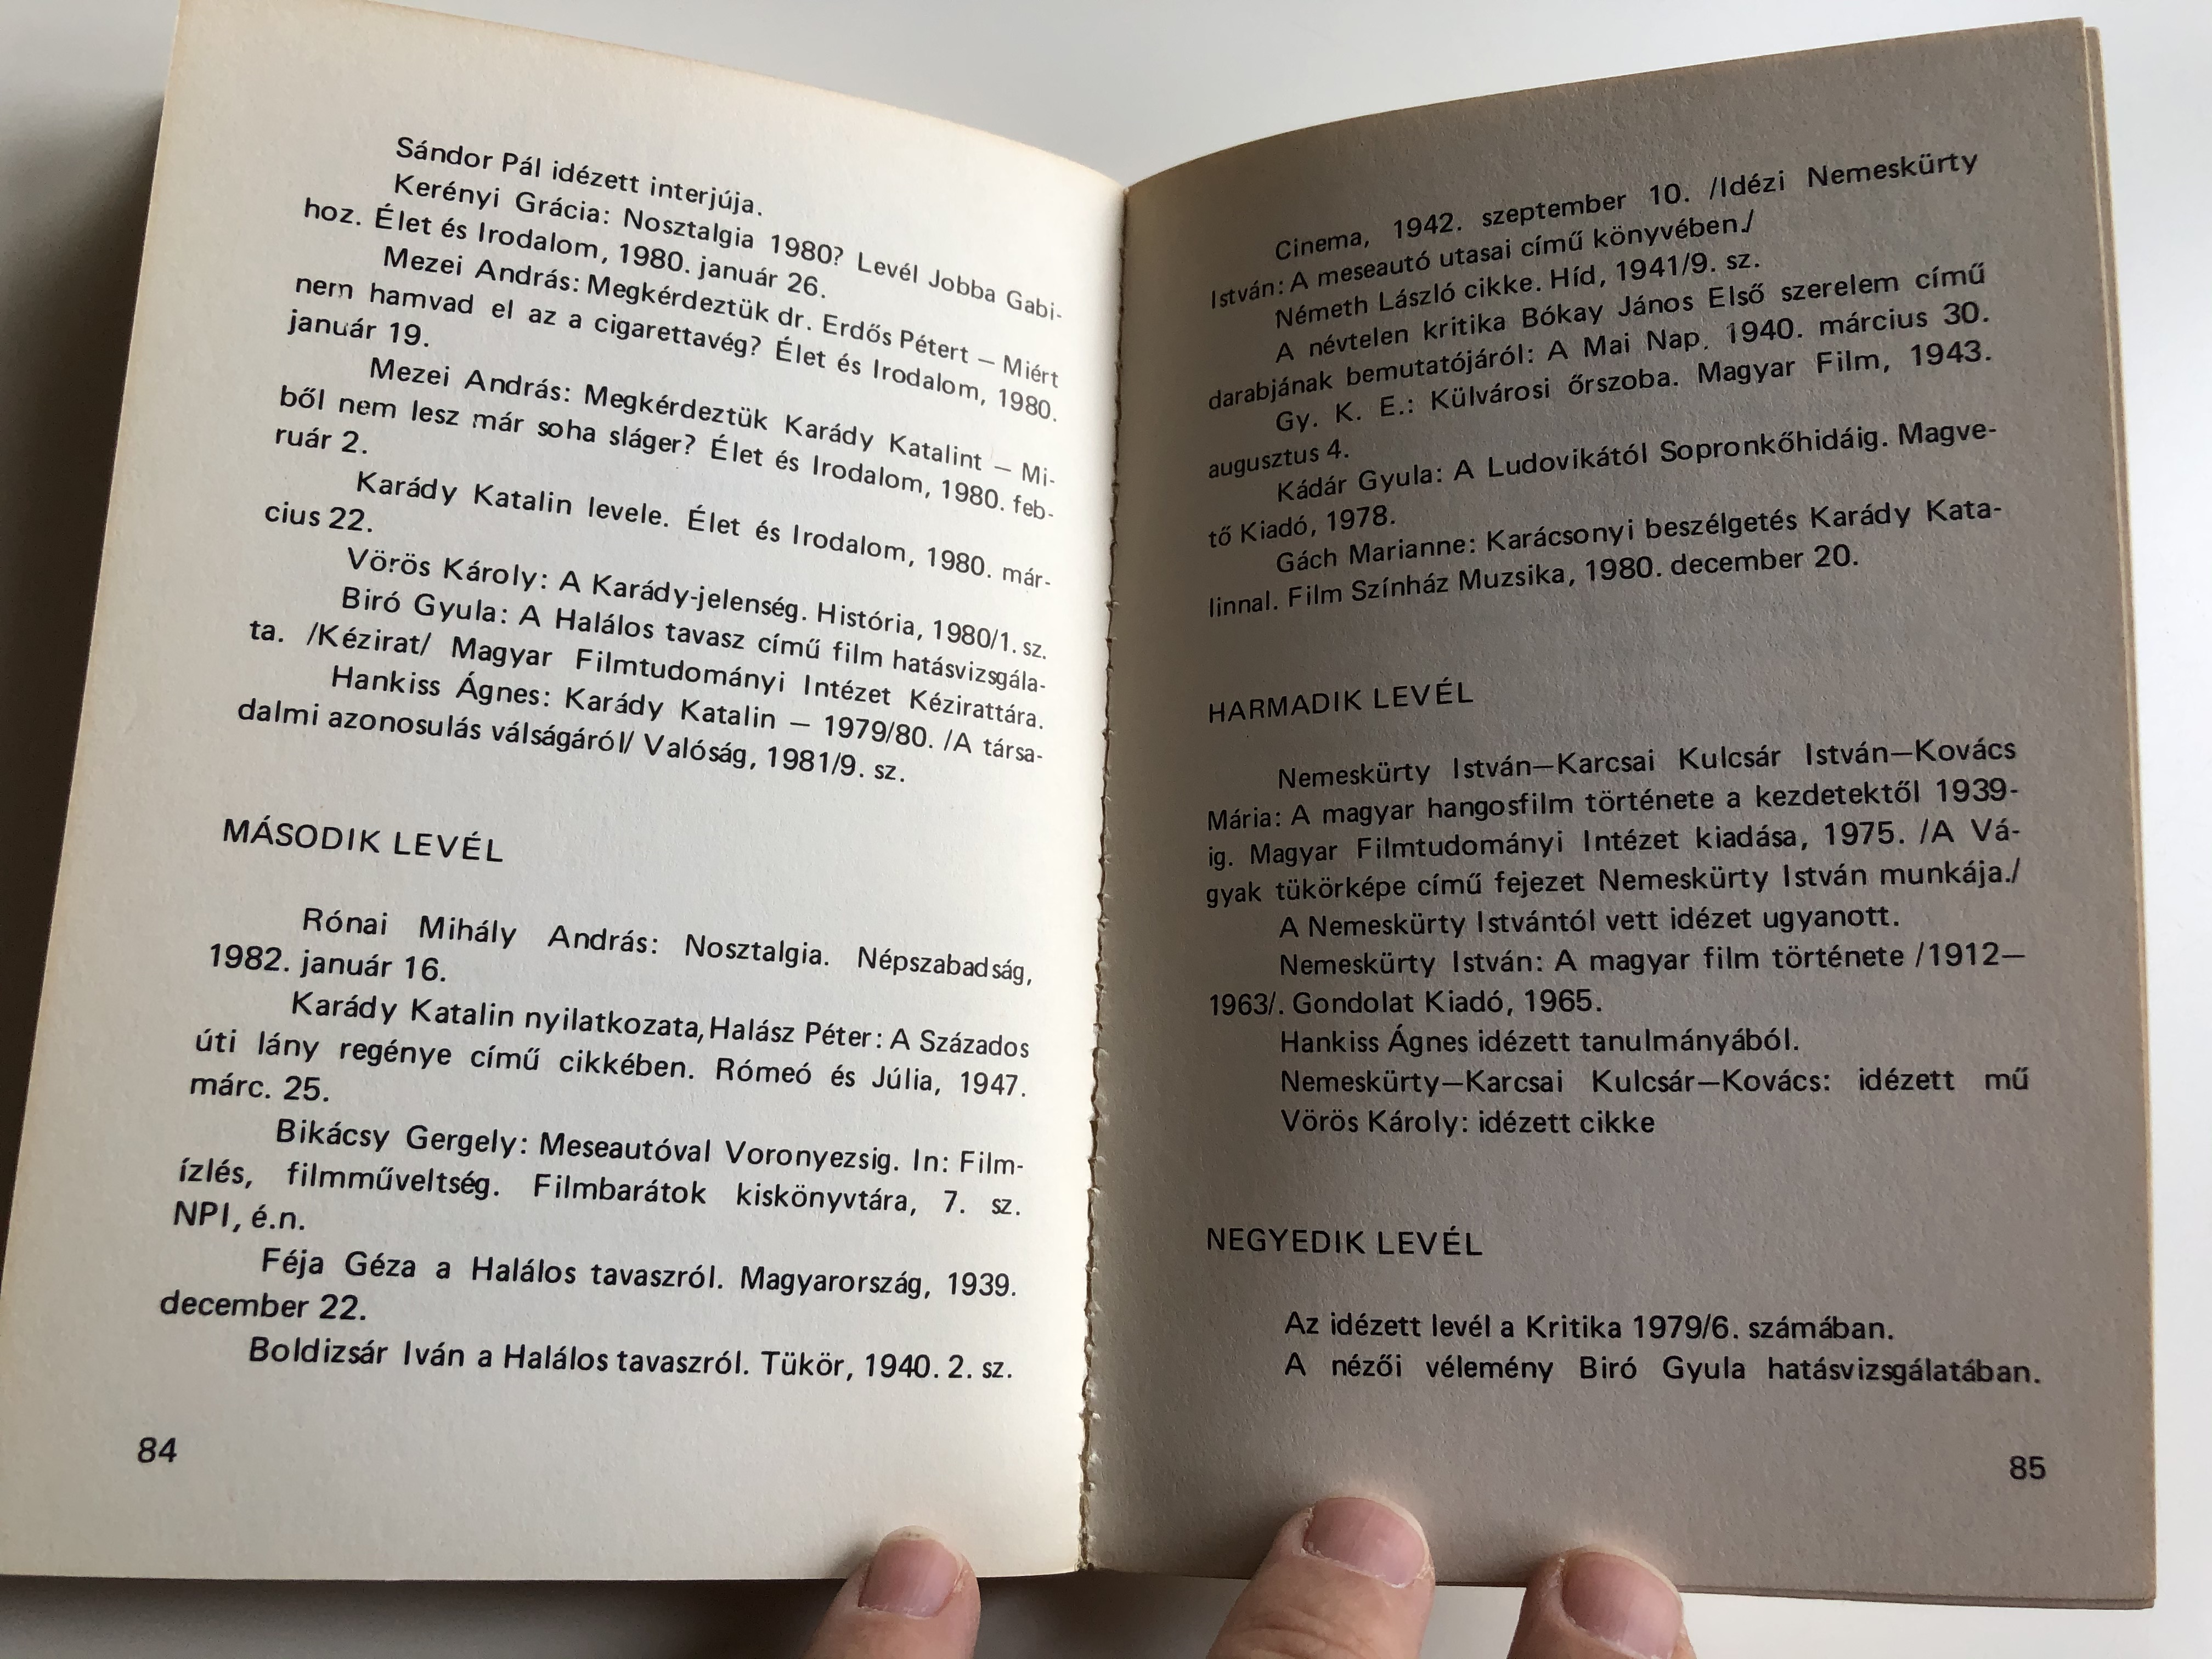 Sándor Pál idézett interjúja.
Kerényi Grácia: Nosztalgia 1980? Levél Jobba Gabi-
hoz. Élet és Irodalom, 1980. január 26.
Mezei András: Megkérdeztük dr. Erdős Pétert – Miért
nem hamvad el az a cigarettavég? Élet és Irodalom, 1980.
január 19.
Mezei András: Megkérdeztük Karády Katalint – Mi-
ből nem lesz már soha sláger? Élet és Irodalom, 1980. feb-
ruár 2.
Karády Katalin levele. Élet és Irodalom, 1980. már-
cius 22.
Vörös Károly: A Karády-jelenség. História, 1980/1. sz.
Biró Gyula: A Halálos tavasz című film hatásvizsgála-
ta. /Kézirat/ Magyar Filmtudományi Intézet Kézirattára.
Hankiss Ágnes: Karády Katalin – 1979/80. /A társa-
dalmi azonosulás válságáról/ Valóság, 1981/9. sz.
MÁSODIK LEVÉL
Rónai Mihály András: Nosztalgia. Népszabadság,
1982. január 16.
Karády Katalin nyilatkozata, Halász Péter: A Százados
úti lány regénye című cikkében. Rómeó és Júlia, 1947.
márc. 25.
Bikácsy Gergely: Meseautóval Voronyezsig. In: Film-
ízlés, filmműveltség. Filmbarátok kiskönyvtára, 7. sz.
NPI, é.n.
Féja Géza a Halálos tavaszról. Magyarország, 1939.
december 22.
Boldizsár Iván a Halálos tavaszról. Tükör, 1940. 2. sz.
84
Cinema, 1942. szeptember 10. /Idézi Nemeskürty
István: A meseautó utasai című könyvében./
Németh László cikke. Híd, 1941/9. sz.
A névtelen kritika Bókay János Első szerelem című
darabjának bemutatójáról: A Mai Nap. 1940. március 30.
Gy. K. E.: Külvárosi őrszoba. Magyar Film, 1943.
augusztus 4.
Kádár Gyula: A Ludovikától Sopronkőhidáig. Magve-
tő Kiadó, 1978.
Gách Marianne: Karácsonyi beszélgetés Karády Kata-
linnal. Film Színház Muzsika, 1980. december 20.
HARMADIK LEVÉL
Nemeskürty István–Karcsai Kulcsár István–Kovács
Mária: A magyar hangosfilm története a kezdetektől 1939-
ig. Magyar Filmtudományi Intézet kiadása, 1975. /A Vá-
gyak tükörképe című fejezet Nemeskürty István munkája./
A Nemeskürty Istvántól vett idézet ugyanott.
Nemeskürty István: A magyar film története /1912–
1963/. Gondolat Kiadó, 1965.
Hankiss Ágnes idézett tanulmányából.
Nemeskürty–Karcsai Kulcsár–Kovács: idézett mű
Vörös Károly: idézett cikke
NEGYEDIK LEVÉL
Az idézett levél a Kritika 1979/6. számában.
A nézői vélemény Biró Gyula hatásvizsgálatában.
85